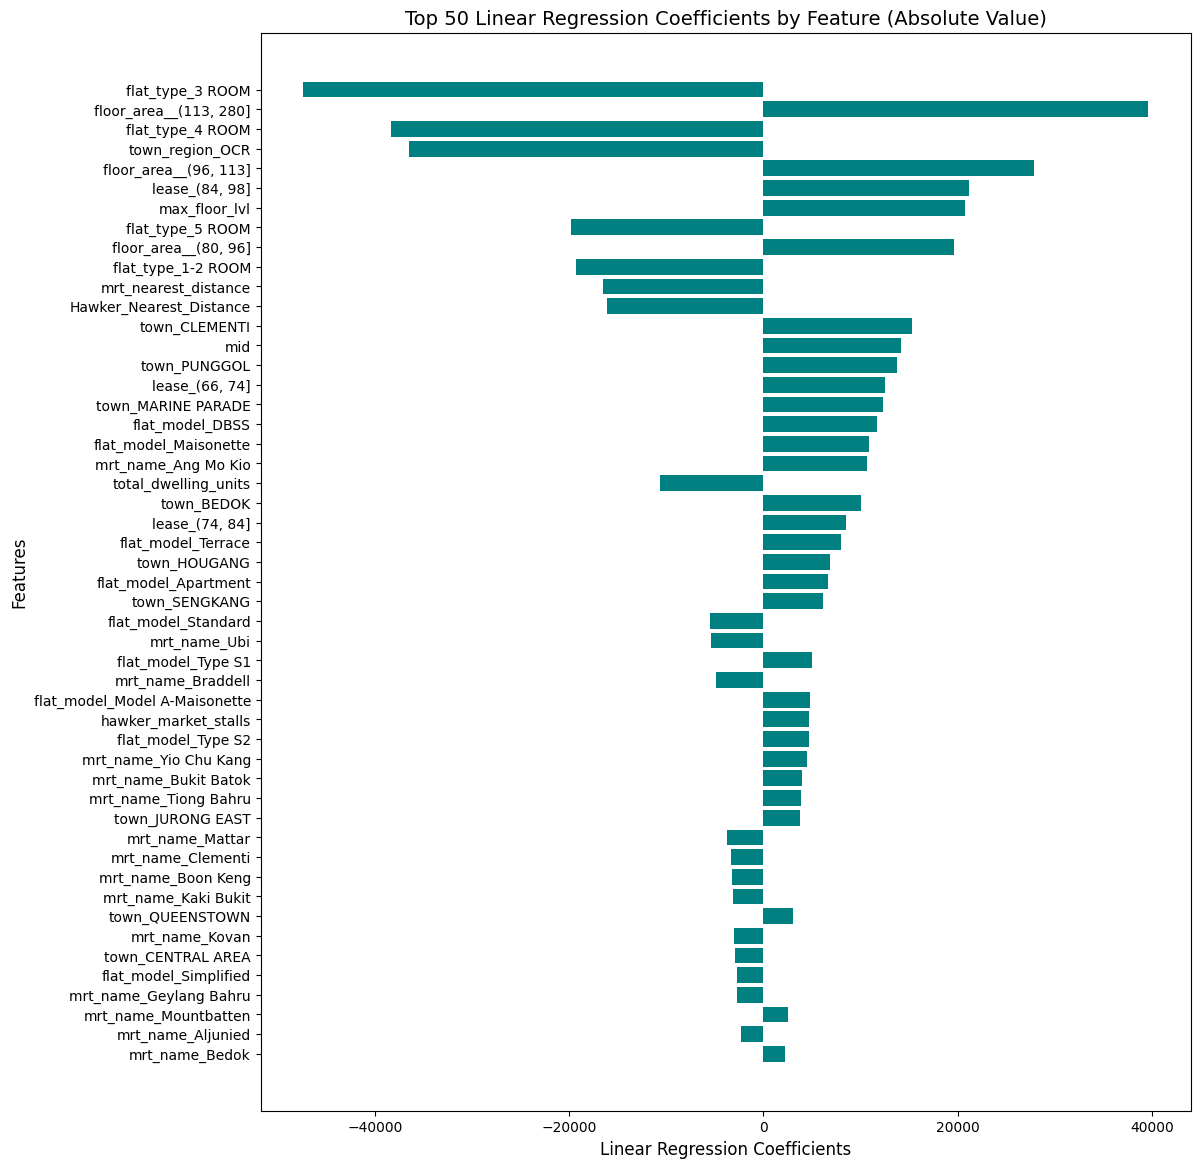 Top 50 Linear Regression Coefficients by Feature (Absolute Value)
flat_type_3 ROOM
floor_area__(113, 280]
flat_type_4 ROOM
town_region_OCR
floor_area__(96, 113]
lease_(84, 98]
max_floor_lvl
flat_type_5 ROOM
floor_area__(80, 96]
flat_type_1-2 ROOM
mrt_nearest_distance
Hawker_Nearest_Distance
town_CLEMENTI
mid
town_PUNGGOL
lease_(66, 74]
town_MARINE PARADE
flat_model_DBSS
flat_model_Maisonette
mrt_name_Ang Mo Kio
total_dwelling_units
town_BEDOK
lease_(74, 84]
flat_model_Terrace
town_HOUGANG
flat_model_Apartment
town_SENGKANG
flat_model_Standard
mrt_name_Ubi
flat_model_Type S1
mrt_name_Braddell
flat_model_Model A-Maisonette
hawker_market_stalls
flat_model_Type S2
mrt_name_Yio Chu Kang
mrt_name_Bukit Batok
mrt_name_Tiong Bahru
town_JURONG EAST
mrt_name_Mattar
mrt_name_Clementi
mrt_name_Boon Keng
mrt_name_Kaki Bukit
town_QUEENSTOWN
mrt_name_Kovan
town_CENTRAL AREA
flat_model_Simplified
mrt_name_Geylang Bahru
mrt_name_Mountbatten
mrt_name_Aljunied
mrt_name_Bedok
Features
−40000 −20000 0 20000 40000
Linear Regression Coefficients